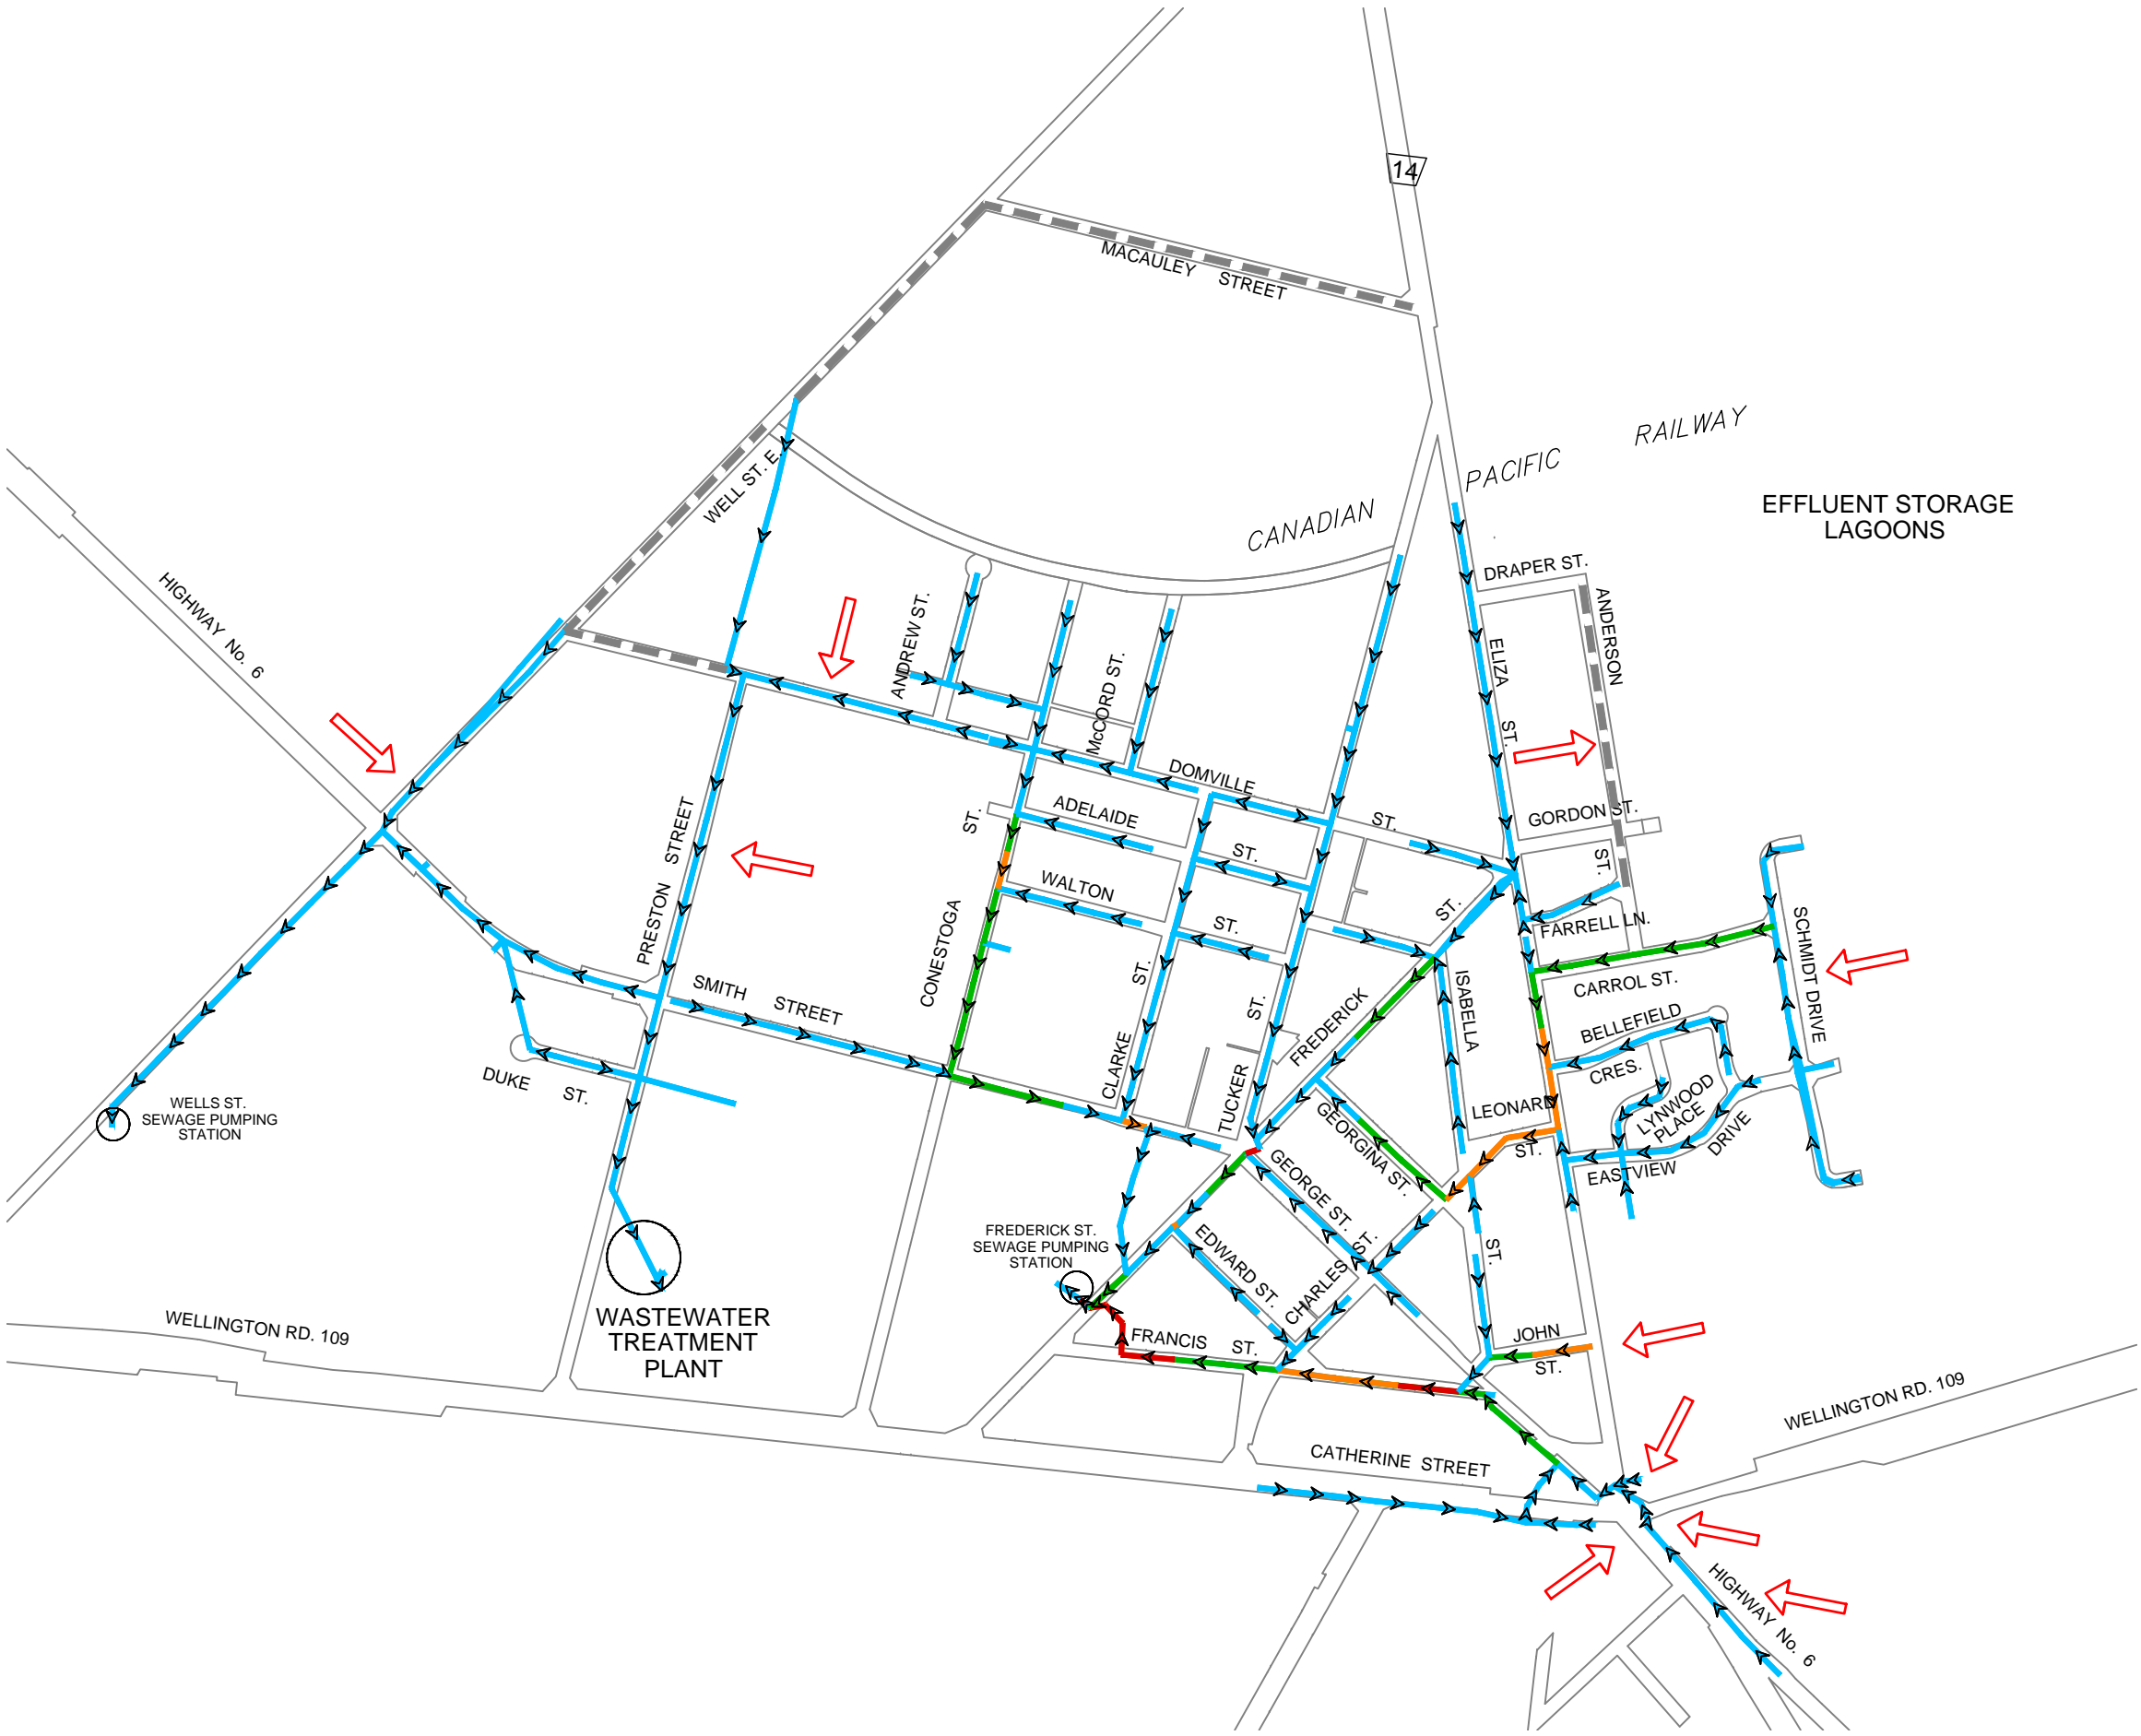 14
MACAULEY STREET
WELL ST. E.
CANADIAN PACIFIC RAILWAY
EFFLUENT STORAGE
LAGOONS
HIGHWAY No. 6
DRAPER ST.
ANDERSON ST.
ANDREW ST.
McCORD ST.
ELIZA ST.
DOMVILLE ST.
GORDON ST.
ADELAIDE ST.
WALTON ST.
PRESTON STREET
CONESTOGA ST.
FARRELL LN.
SCHMIDT DRIVE
CARROL ST.
SMITH STREET
CLARKE ST.
TUCKER ST.
FREDERICK ST.
ISABELLA ST.
BELLEFIELD
CRES.
LYNWOOD
PLACE
LEONARD ST.
DUKE ST.
WELLS ST.
SEWAGE PUMPING
STATION
GEORGINA ST.
EASTVIEW DRIVE
GEORGE ST.
EDWARD ST.
CHARLES ST.
FREDERICK ST.
SEWAGE PUMPING
STATION
WASTEWATER
TREATMENT
PLANT
WELLINGTON RD. 109
FRANCIS ST.
JOHN
ST.
WELLINGTON RD. 109
CATHERINE STREET
HIGHWAY No. 6